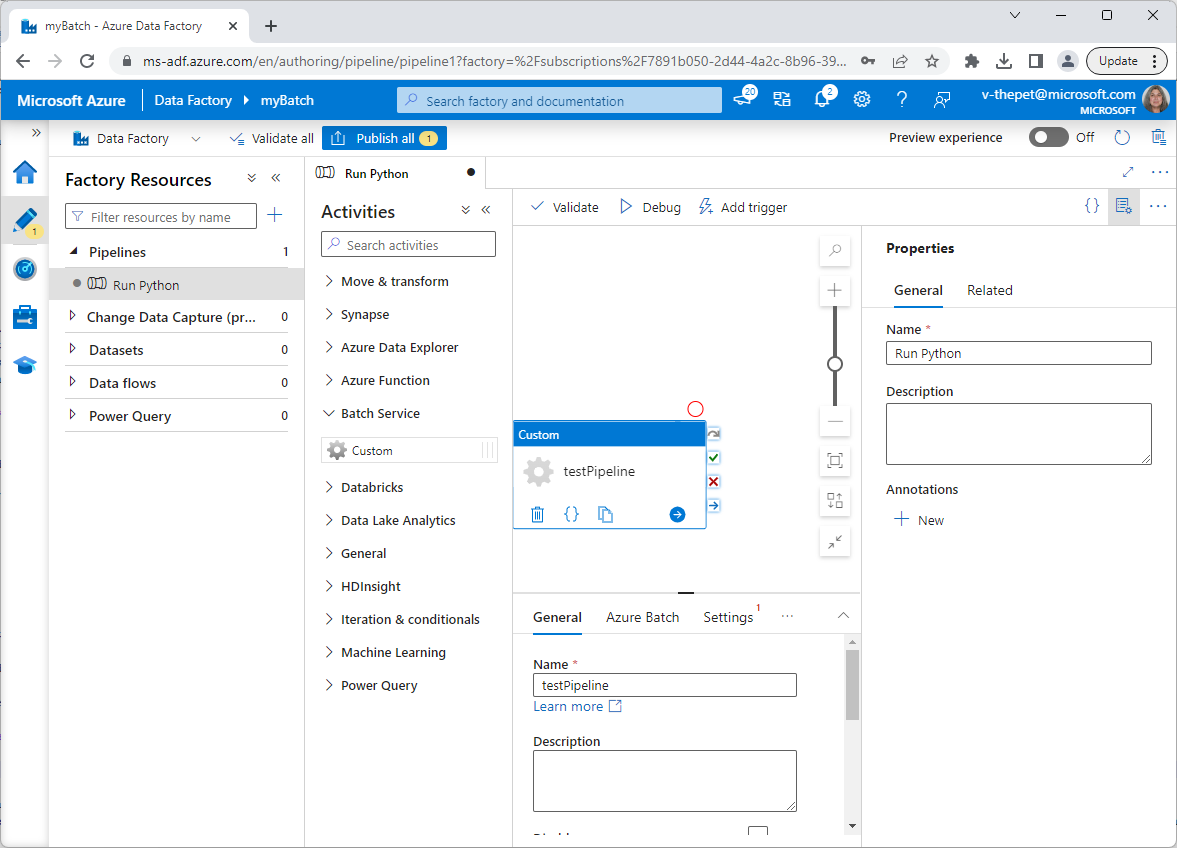 myBatch - Azure Data Factory
ms-adf.azure.com/en/authoring/pipeline/pipeline1?factory=%2Fsubscriptions%2F7891b050-2d44-4a2c-8b96-39...
Update
Microsoft Azure
Data Factory
myBatch
Search factory and documentation
20
2
v-thepet@microsoft.com
MICROSOFT
Data Factory
Validate all
Publish all
1
Preview experience
Off
1
Factory Resources
Filter resources by name
Pipelines
1
Run Python
Change Data Capture (pr...
0
Datasets
0
Data flows
0
Power Query
0
Run Python
Activities
Search activities
Move & transform
Synapse
Azure Data Explorer
Azure Function
Batch Service
Custom
Databricks
Data Lake Analytics
General
HDInsight
Iteration & conditionals
Machine Learning
Power Query
Validate
Debug
Add trigger
Custom
testPipeline
General
Azure Batch
Settings
1
Name *
testPipeline
Learn more
Description
Properties
General
Related
Name *
Run Python
Description
Annotations
New